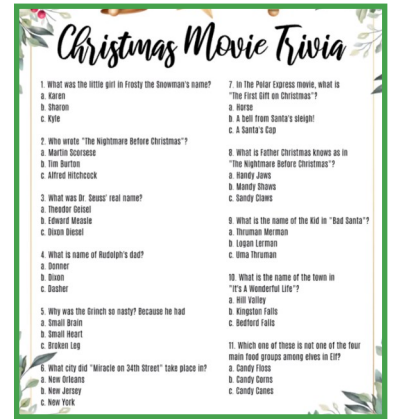 Christmas Movie Trivia
1. What was the little girl in Frosty the Snowman's name?
a. Karen
b. Sharon
c. Kyle
2. Who wrote "The Nightmare Before Christmas"?
a. Martin Scorsese
b. Tim Burton
c. Alfred Hitchcock
3. What was Dr. Seuss' real name?
a. Theodor Geisel
b. Edward Measle
c. Dixon Diesel
4. What is name of Rudolph's dad?
a. Donner
b. Dixon
c. Dasher
5. Why was the Grinch so nasty? Because he had
a. Small Brain
b. Small Heart
c. Broken Leg
6. What city did "Miracle on 34th Street" take place in?
a. New Orleans
b. New Jersey
c. New York
7. In The Polar Express movie, what is
"The First Gift on Christmas"?
a. Horse
b. A bell from Santa's sleigh!
c. A Santa's Cap
8. What is Father Christmas knows as in
"The Nightmare Before Christmas"?
a. Handy Jaws
b. Mandy Shaws
c. Sandy Claws
9. What is the name of the Kid in "Bad Santa"?
a. Thruman Merman
b. Logan Lerman
c. Uma Thruman
10. What is the name of the town in
"It's A Wonderful Life"?
a. Hill Valley
b. Kingston Falls
c. Bedford Falls
11. Which one of these is not one of the four
main food groups among elves in Elf?
a. Candy Floss
b. Candy Corns
c. Candy Canes